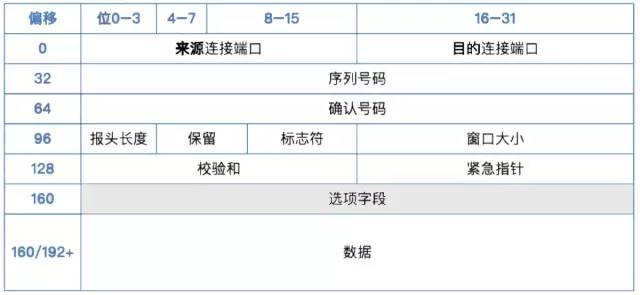 偏移 位0—3 4—7 8—15 16—31
0 来源连接端口 目的连接端口
32 序列号码
64 确认号码
96 报头长度 保留 标志符 窗口大小
128 校验和 紧急指针
160 选项字段
160/192+ 数据